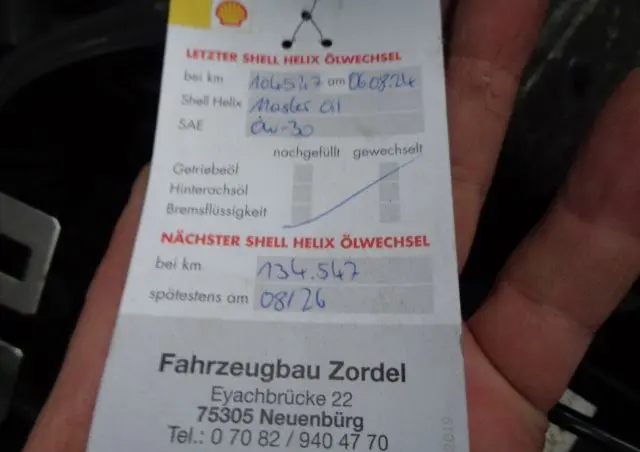 LETZTER SHELL HELIX ÖLWECHSEL
bei km 104547 am 06.08.24
Shell Helix Master Oil
SAE 0w-30
nachgefüllt gewechselt
Getriebeöl
Hinterachsöl
Bremsflüssigkeit
NÄCHSTER SHELL HELIX ÖLWECHSEL
bei km 134.547
spätestens am 08/26
Fahrzeugbau Zordel
Eyachbrücke 22
75305 Neuenbürg
Tel.: 0 70 82 / 940 47 70